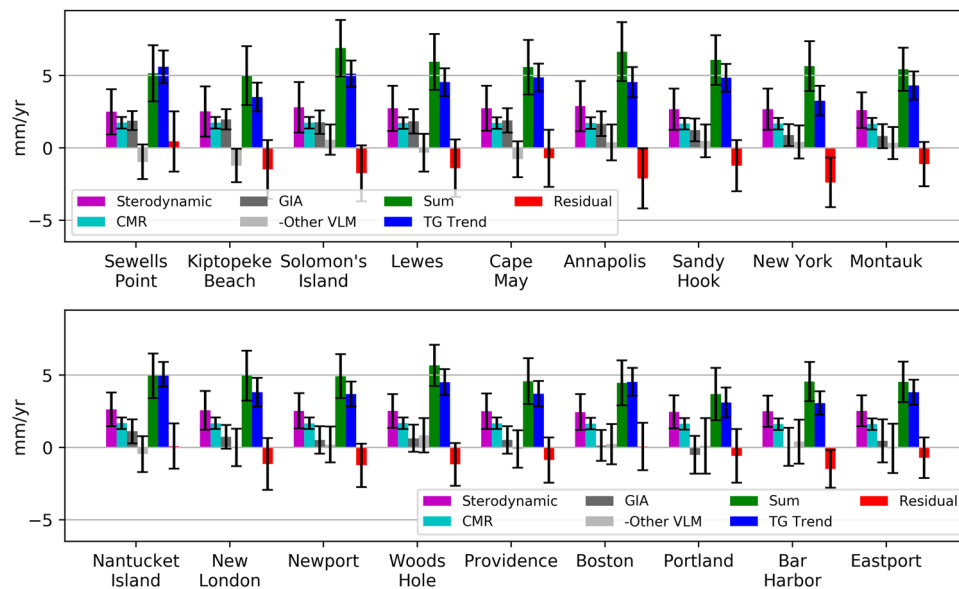 mm/yr
5
0
−5
Sterodynamic GIA Sum Residual
CMR -Other VLM TG Trend
Sewells Point Kiptopeke Beach Solomon's Island Lewes Cape May Annapolis Sandy Hook New York Montauk
mm/yr
5
0
−5
Sterodynamic GIA Sum Residual
CMR -Other VLM TG Trend
Nantucket Island New London Newport Woods Hole Providence Boston Portland Bar Harbor Eastport